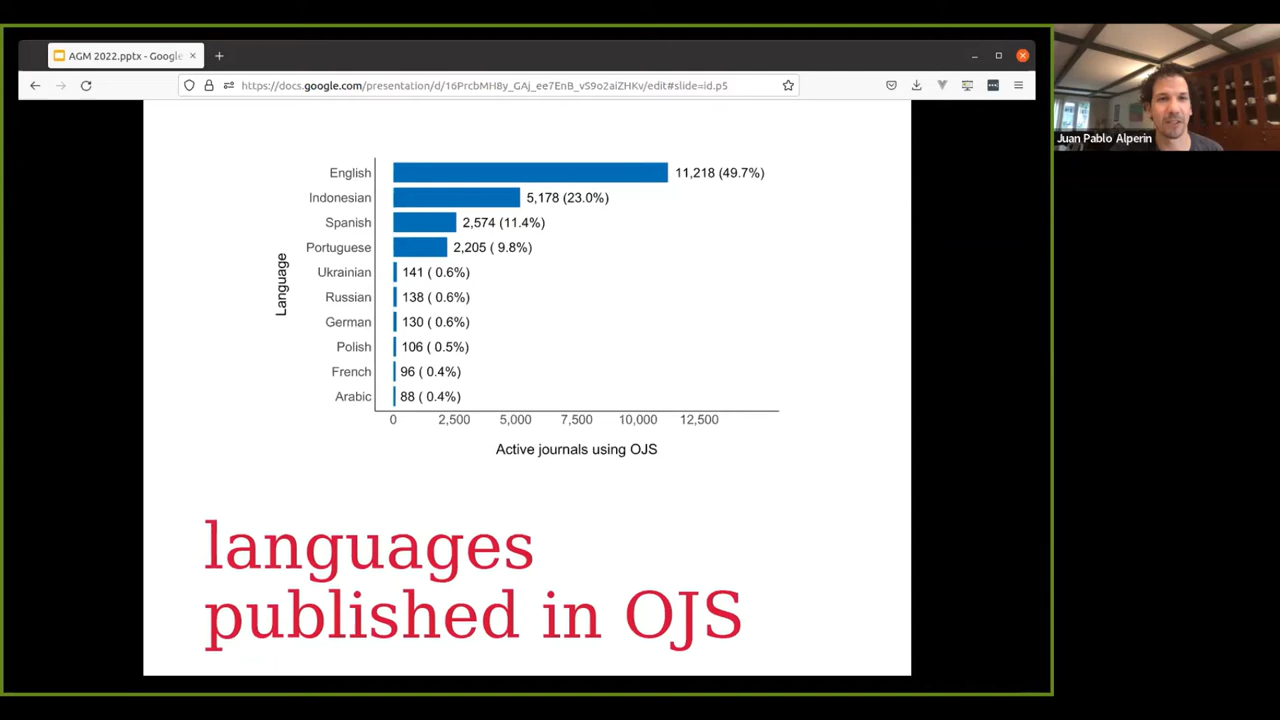 AGM 2022.pptx - Google
https://docs.google.com/presentation/d/16PrcbMH8y_GAj_ee7EnB_vS9o2aiZHKv/edit#slide=id.p5
Juan Pablo Alperin
English 11,218 (49.7%)
Indonesian 5,178 (23.0%)
Spanish 2,574 (11.4%)
Portuguese 2,205 ( 9.8%)
Ukrainian 141 ( 0.6%)
Russian 138 ( 0.6%)
German 130 ( 0.6%)
Polish 106 ( 0.5%)
French 96 ( 0.4%)
Arabic 88 ( 0.4%)
Language
0 2,500 5,000 7,500 10,000 12,500
Active journals using OJS
languages
published in OJS